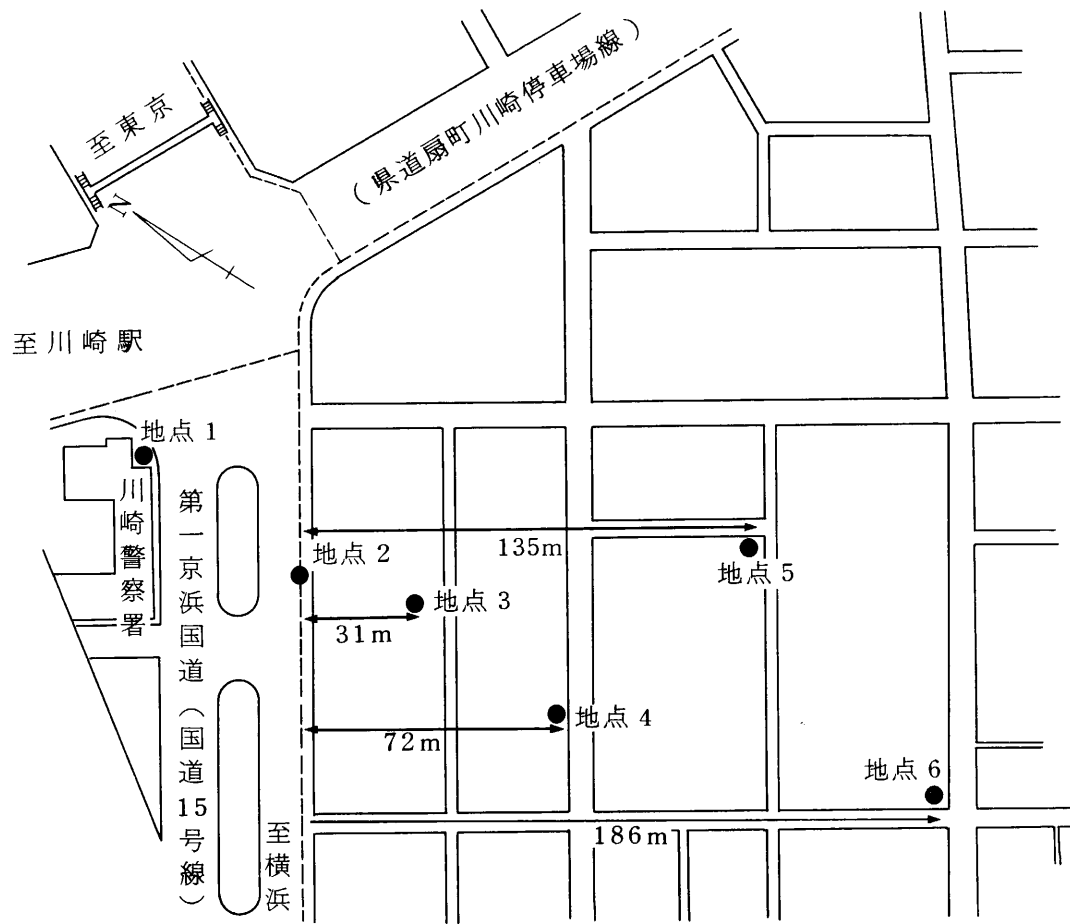 至東京
(県道扇町川崎停車場線)
N
至川崎駅
地点 1
川崎警察署
第一京浜国道(国道15号線)
135m
地点 2
地点 5
地点 3
31m
地点 4
72m
地点 6
186m
至横浜